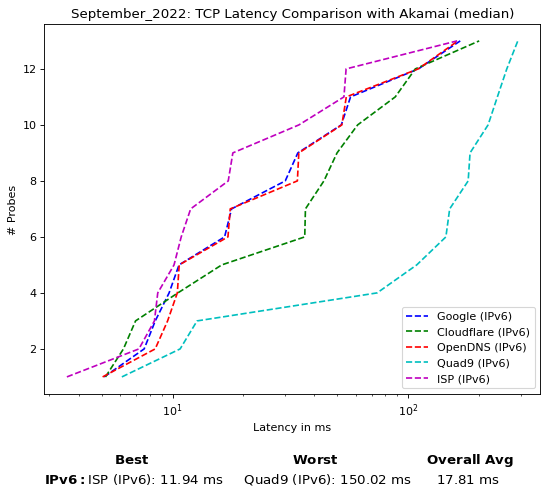 September_2022: TCP Latency Comparison with Akamai (median)
12
10
8
6
4
2
# Probes
Google (IPv6)
Cloudflare (IPv6)
OpenDNS (IPv6)
Quad9 (IPv6)
ISP (IPv6)
10¹ 10²
Latency in ms
Best Worst Overall Avg
IPv6: ISP (IPv6): 11.94 ms Quad9 (IPv6): 150.02 ms 17.81 ms